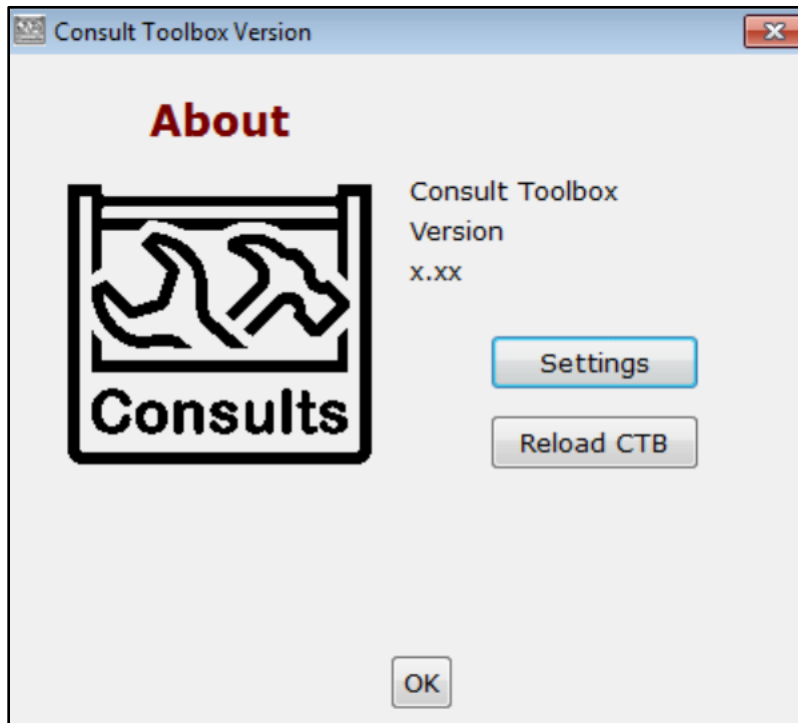 Consult Toolbox Version
About
Consult Toolbox
Version
x.xx
Consults
Settings
Reload CTB
OK